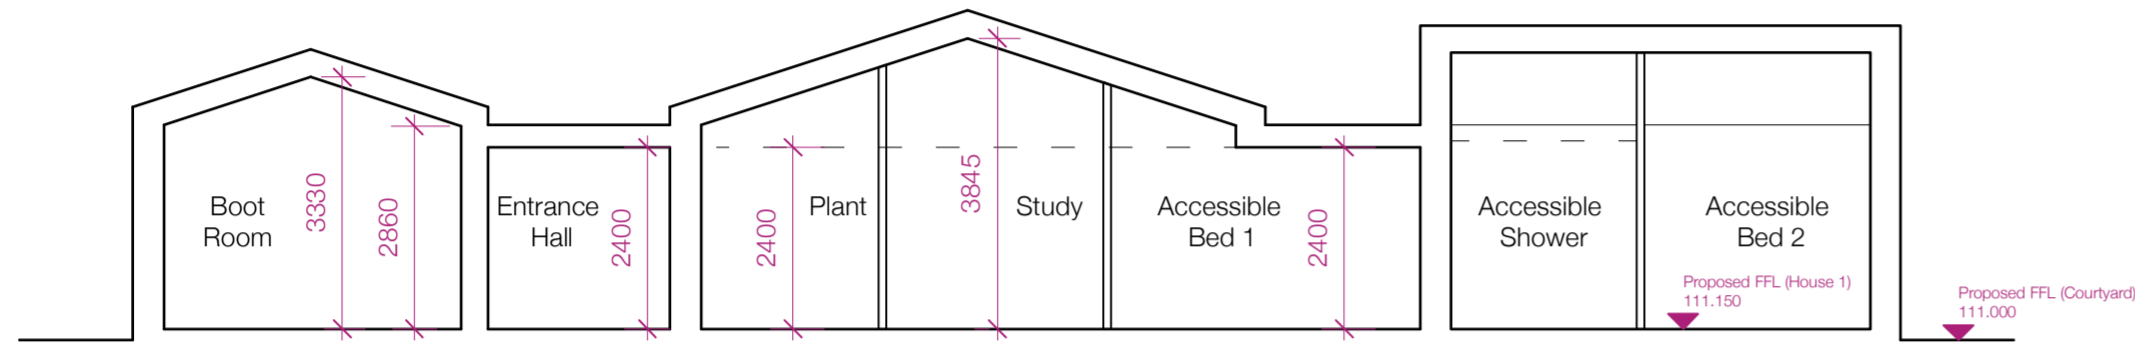 Boot
Room
3330
2860
Entrance
Hall
2400
2400
Plant
3845
Study
Accessible
Bed 1
2400
Accessible
Shower
Accessible
Bed 2
Proposed FFL (House 1)
111.150
Proposed FFL (Courtyard)
111.000